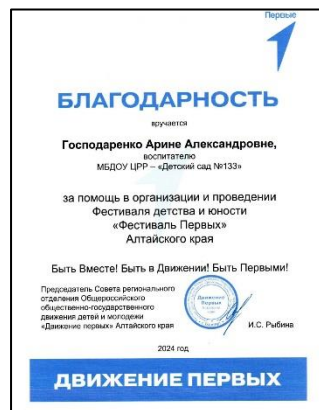 Первые
БЛАГОДАРНОСТЬ
вручается
Господаренко Арине Александровне,
воспитателю
МБДОУ ЦРР – «Детский сад №133»
за помощь в организации и проведении
Фестиваля детства и юности
«Фестиваль Первых»
Алтайского края
Быть Вместе! Быть в Движении! Быть Первыми!
Председатель Совета регионального
отделения Общероссийского
общественно-государственного
движения детей и молодежи
«Движение первых» Алтайского края
Движение
Первых
И.С. Рыбина
2024 год
ДВИЖЕНИЕ ПЕРВЫХ